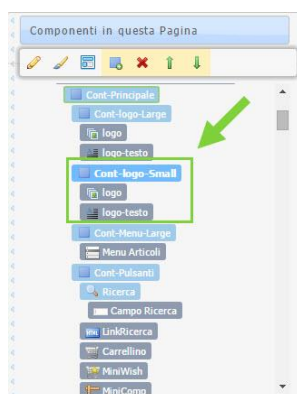 Componenti in questa Pagina
Cont-Principale
Cont-logo-Large
logo
logo-testo
Cont-logo-Small
logo
logo-testo
Cont-Menu-Large
Menu Articoli
Cont-Pulsanti
Ricerca
Campo Ricerca
LinkRicerca
Carrellino
MiniWish
MiniComp